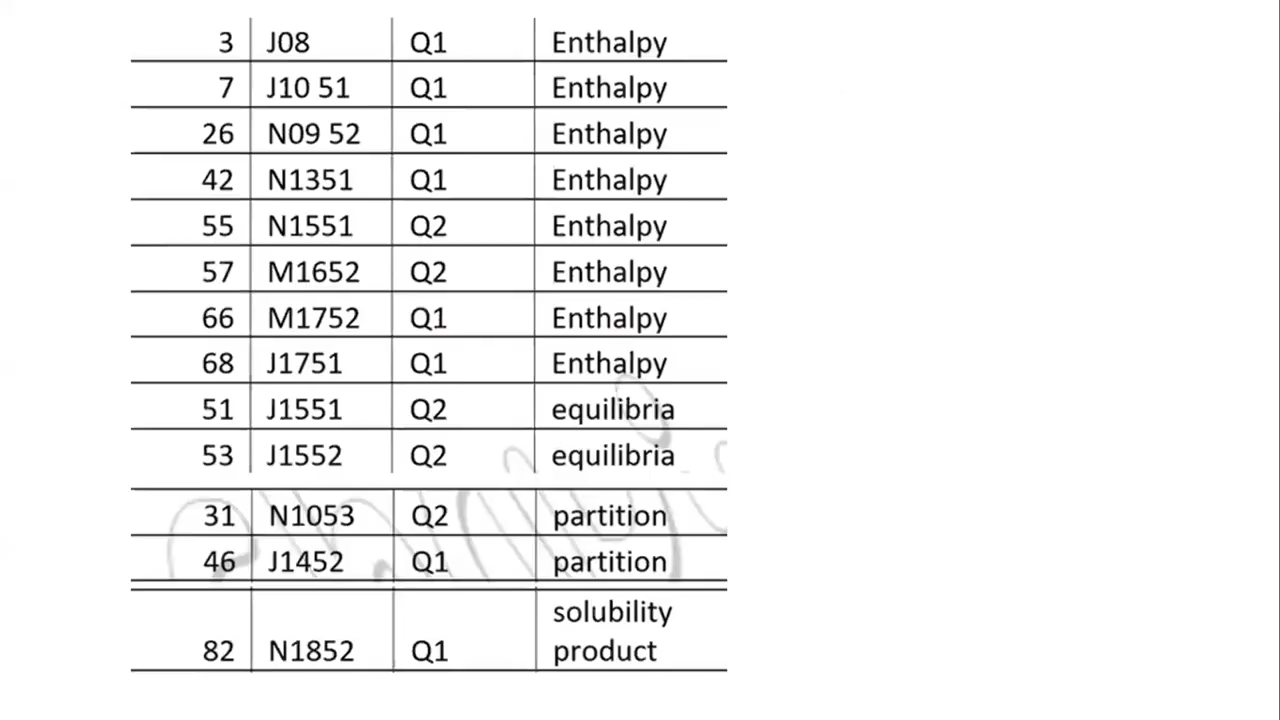 3 J08 Q1 Enthalpy
7 J10 51 Q1 Enthalpy
26 N09 52 Q1 Enthalpy
42 N1351 Q1 Enthalpy
55 N1551 Q2 Enthalpy
57 M1652 Q2 Enthalpy
66 M1752 Q1 Enthalpy
68 J1751 Q1 Enthalpy
51 J1551 Q2 equilibria
53 J1552 Q2 equilibria
31 N1053 Q2 partition
46 J1452 Q1 partition
solubility
82 N1852 Q1 product